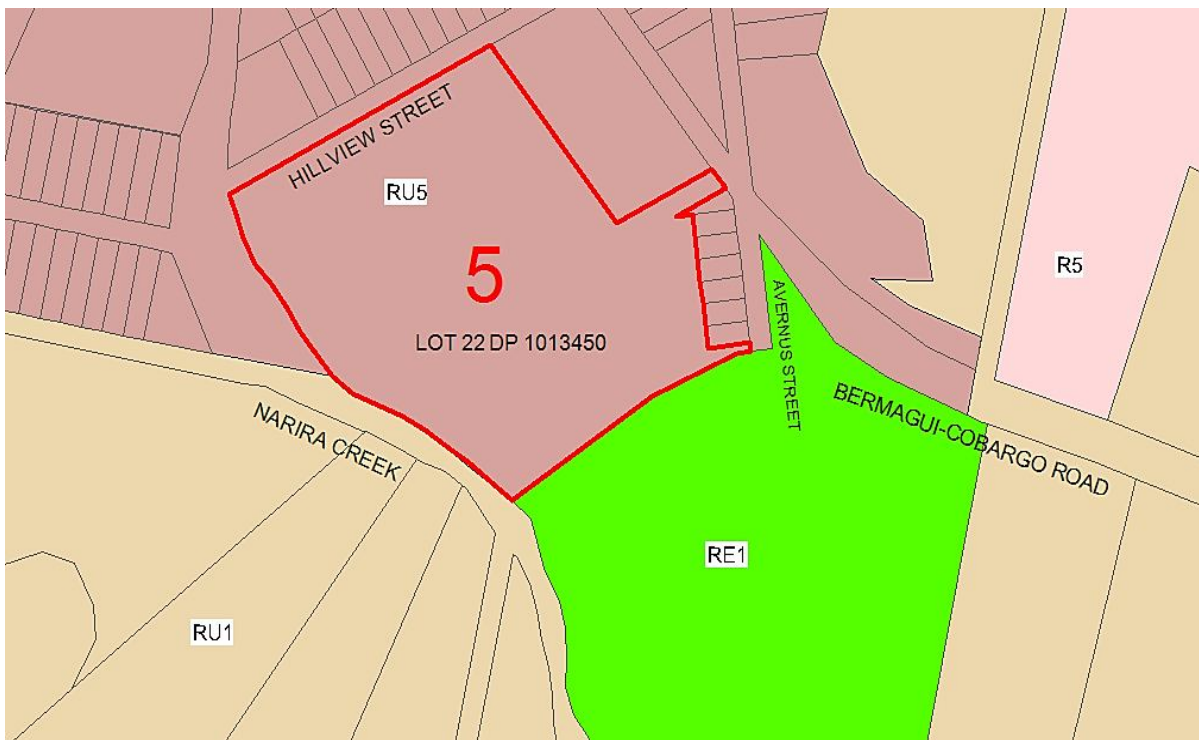 HILLVIEW STREET
RU5
5
R5
LOT 22 DP 1013450
AVERNUS STREET
NARIRA CREEK
BERMAGUI-COBARGO ROAD
RE1
RU1